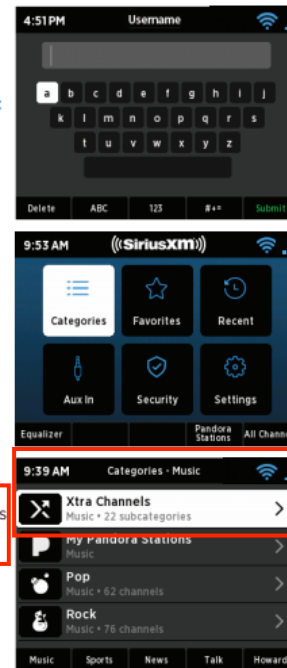 4:51 PM Username
a b c d e f g h i j
k l m n o p q r s
t u v w x y z
Delete ABC 123 #+= Submit
9:53 AM ((SiriusXM))
Categories Favorites Recent
Aux In Security Settings
Equalizer Pandora Stations All
9:39 AM Categories - Music
Xtra Channels
Music • 22 subcategories
My Pandora Stations
Music
Pop
Music • 62 channels
Rock
Music • 76 channels
Music Sports News Talk Howard